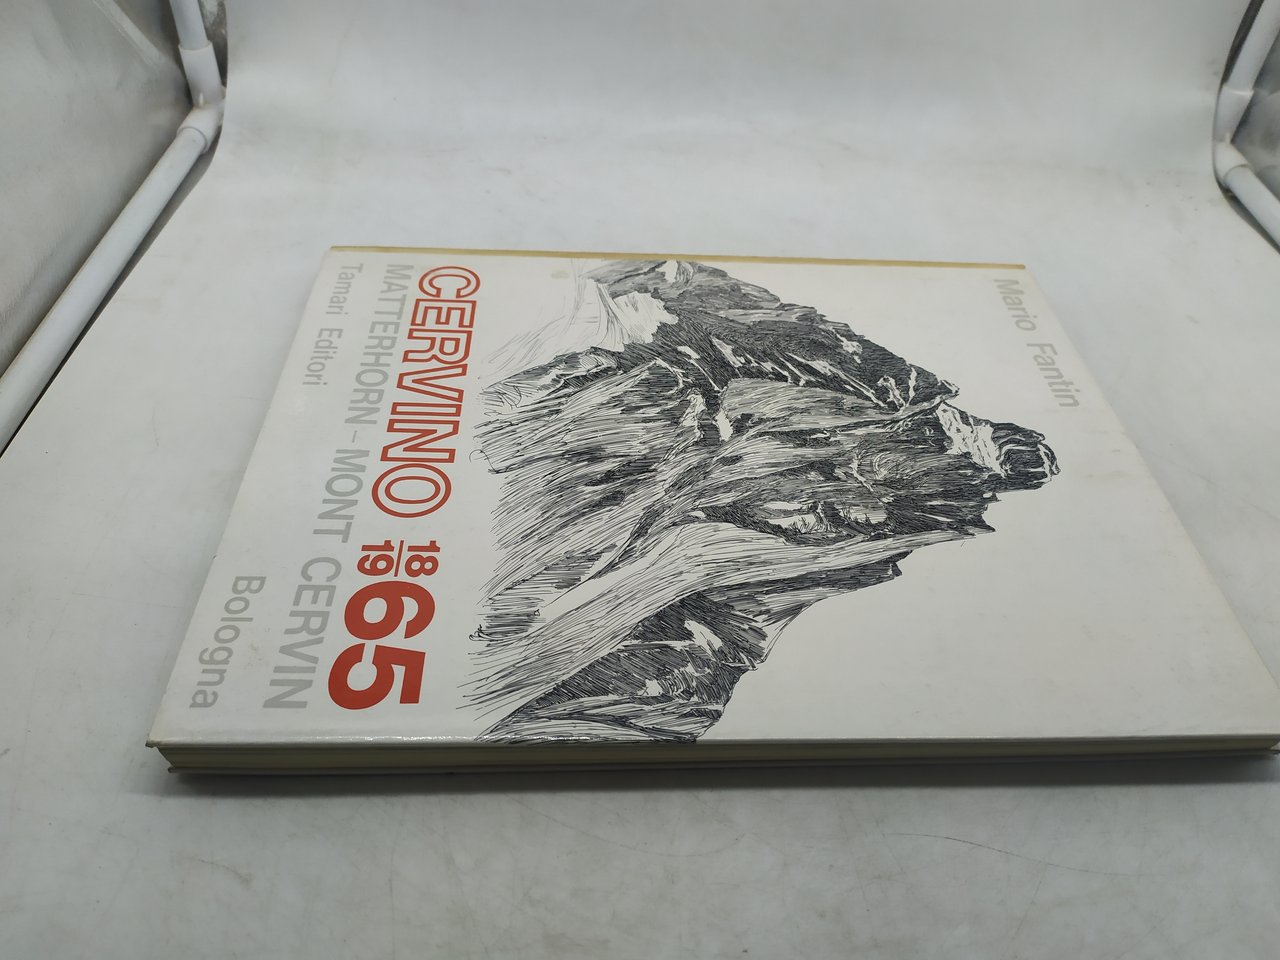 Mario Fantin
CERVINO 18/19 65
MATTERHORN – MONT CERVIN
Tamari Editori Bologna